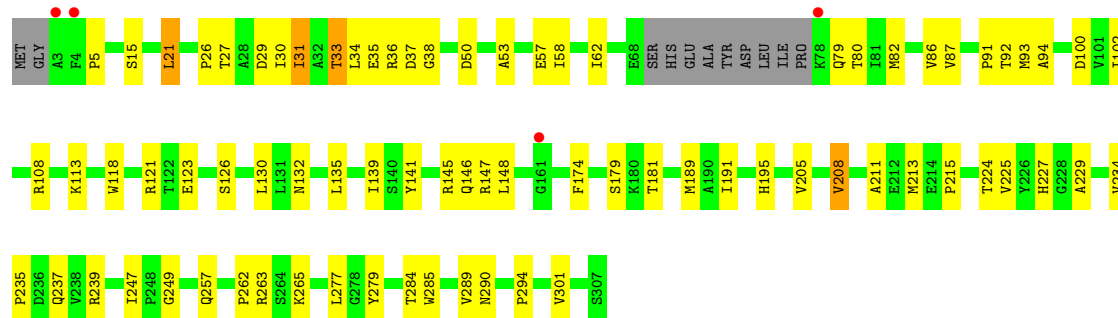 MET GLY A3 F4 P5 S15 L21 P26 T27 A28 D29 I30 I31 A32 T33 L34 E35 R36 D37 G38 D50 A53 E57 I58 I62 E68 SER HIS GLU ALA TYR ASP LEU ILE PRO K78 Q79 T80 I81 M82 V86 V87 P91 T92 M93 A94 D100 V101 I102
R108 K113 W118 R121 T122 E123 S126 L130 L131 N132 L135 I139 S140 Y141 R145 Q146 R147 L148 G161 F174 S179 K180 T181 M189 A190 I191 H195 V205 V208 A211 E212 M213 E214 P215 T224 V225 Y226 H227 G228 A229 V234
P235 D236 Q237 V238 R239 I247 P248 G249 Q257 P262 R263 S264 K265 L277 G278 Y279 T284 W285 V289 N290 P294 V301 S307